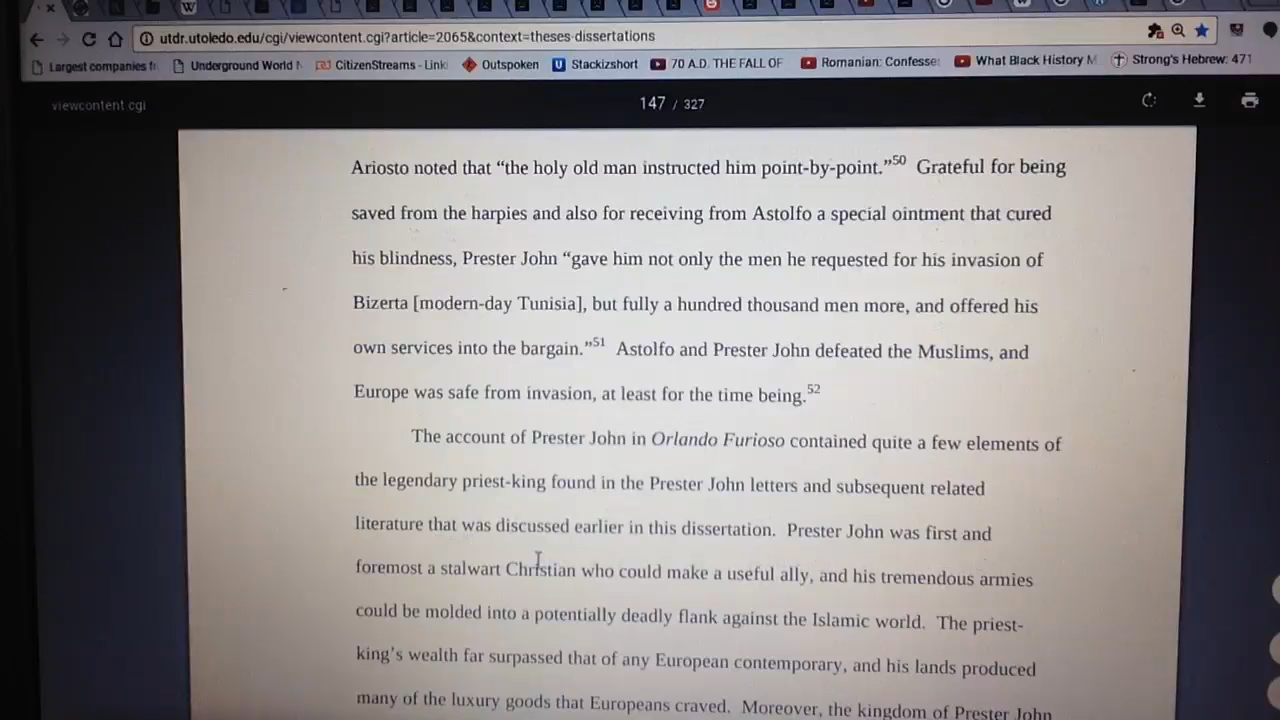 utdr.utoledo.edu/cgi/viewcontent.cgi?article=2065&context=theses-dissertations
Largest companies Underground World CitizenStreams - Link Outspoken Stackizshort 70 A.D. THE FALL OF Romanian: Confesse What Black History M Strong's Hebrew: 471
viewcontent.cgi 147 / 327
Ariosto noted that “the holy old man instructed him point-by-point.”50 Grateful for being
saved from the harpies and also for receiving from Astolfo a special ointment that cured
his blindness, Prester John “gave him not only the men he requested for his invasion of
Bizerta [modern-day Tunisia], but fully a hundred thousand men more, and offered his
own services into the bargain.”51 Astolfo and Prester John defeated the Muslims, and
Europe was safe from invasion, at least for the time being.52
The account of Prester John in Orlando Furioso contained quite a few elements of
the legendary priest-king found in the Prester John letters and subsequent related
literature that was discussed earlier in this dissertation. Prester John was first and
foremost a stalwart Christian who could make a useful ally, and his tremendous armies
could be molded into a potentially deadly flank against the Islamic world. The priest-
king’s wealth far surpassed that of any European contemporary, and his lands produced
many of the luxury goods that Europeans craved. Moreover, the kingdom of Prester John